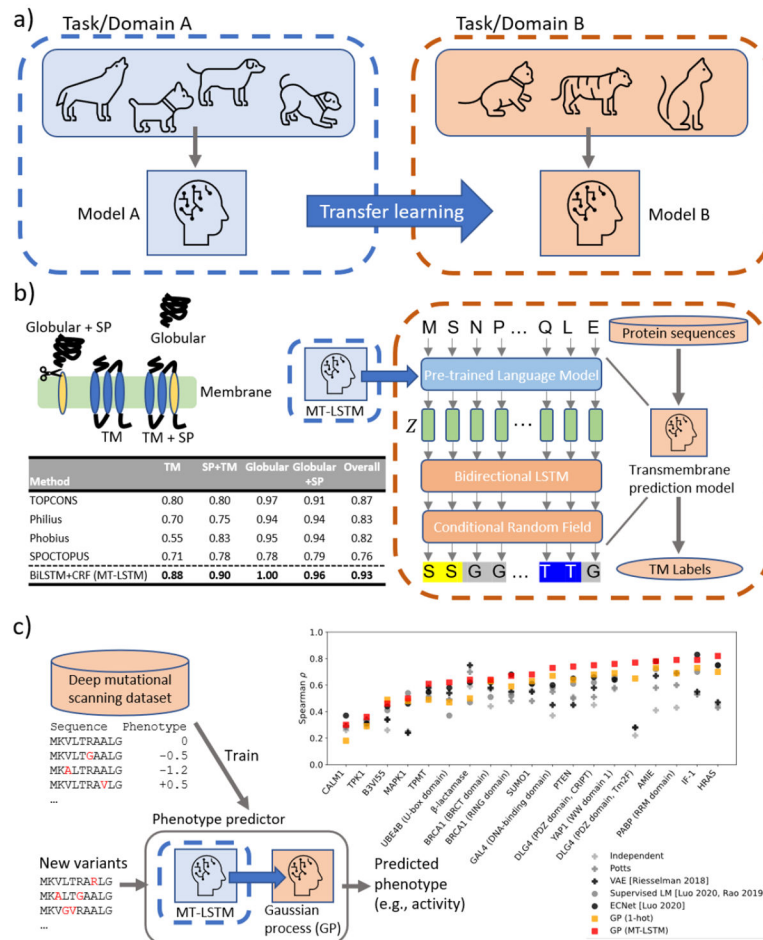 a)
Task/Domain A
Task/Domain B
Model A
Transfer learning
Model B
b)
Globular + SP
Globular
Membrane
TM
TM + SP
MT-LSTM
M S N P... Q L E
Pre-trained Language Model
Z
...
Bidirectional LSTM
Conditional Random Field
S S G G ... T T G
Protein sequences
Transmembrane
prediction model
TM Labels
Method TM SP+TM Globular Globular +SP Overall
TOPCONS 0.80 0.80 0.97 0.91 0.87
Philius 0.70 0.75 0.94 0.94 0.83
Phobius 0.55 0.83 0.95 0.94 0.82
SPOCTOPUS 0.71 0.78 0.78 0.79 0.76
BiLSTM+CRF (MT-LSTM) 0.88 0.90 1.00 0.96 0.93
c)
Deep mutational
scanning dataset
Sequence Phenotype
MKVLTRAALG 0
MKVLTGAALG −0.5
MKALTRAALG −1.2
MKVLTRAVLG +0.5
…
Train
Phenotype predictor
New variants
MKVLTRARLG
MKALTGAALG
MKVGVRAALG
…
MT-LSTM
Gaussian
process (GP)
Predicted
phenotype
(e.g., activity)
Spearman ρ
1.0
0.8
0.6
0.4
0.2
0.0
CALM1
TPK1
B3VI55
MAPK1
TPMT
UBE4B (U-box domain)
β-lactamase
BRCA1 (BRCT domain)
BRCA1 (RING domain)
SUMO1
GAL4 (DNA-binding domain)
PTEN
DLG4 (PDZ domain, CRIPT)
YAP1 (WW domain 1)
DLG4 (PDZ domain, Tm2F)
AMIE
PABP (RRM domain)
IF-1
HRAS
Independent
Potts
VAE [Riesselman 2018]
Supervised LM [Luo 2020, Rao 2019
ECNet [Luo 2020]
GP (1-hot)
GP (MT-LSTM)